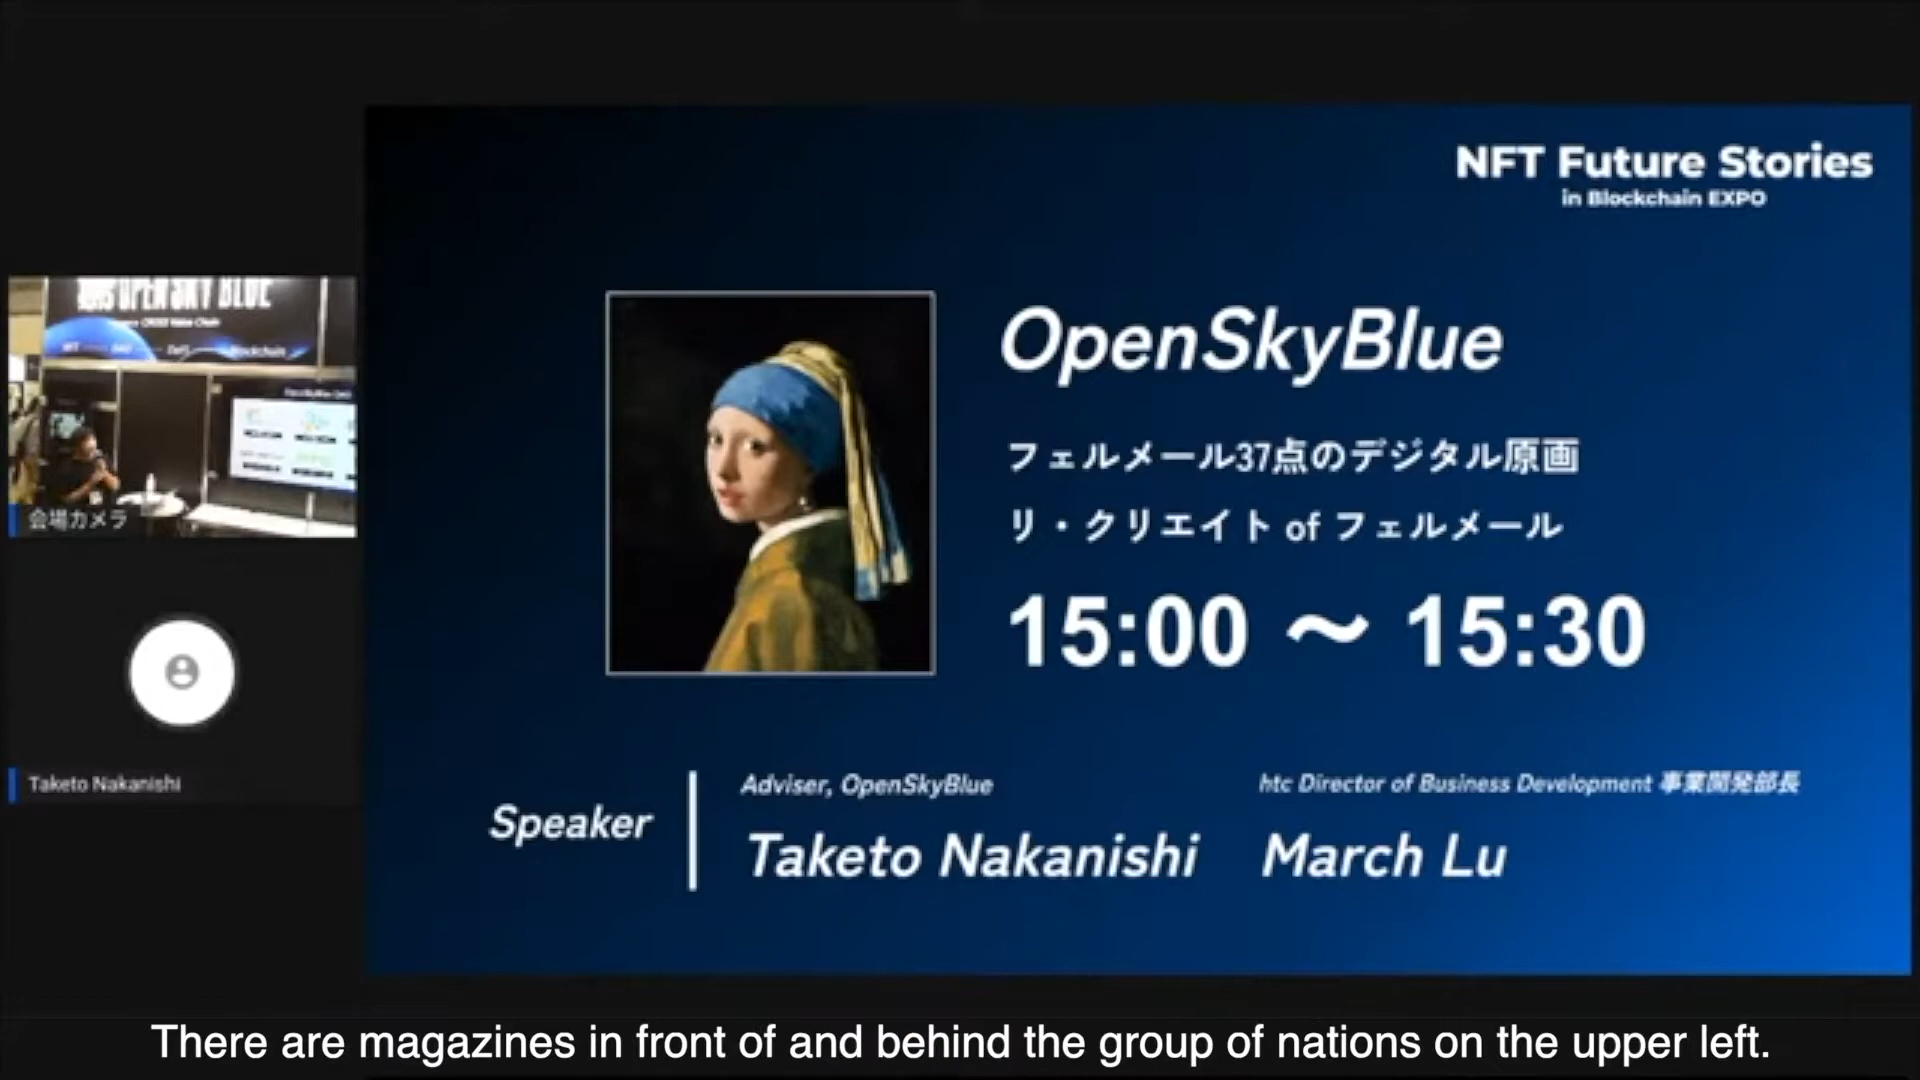 NFT Future Stories
in Blockchain EXPO
OPEN SKY BLUE
会場カメラ
Taketo Nakanishi
OpenSkyBlue
フェルメール37点のデジタル原画
リ・クリエイト of フェルメール
15:00 ～ 15:30
Speaker
Adviser, OpenSkyBlue
Taketo Nakanishi
htc Director of Business Development 事業開発部長
March Lu
There are magazines in front of and behind the group of nations on the upper left.